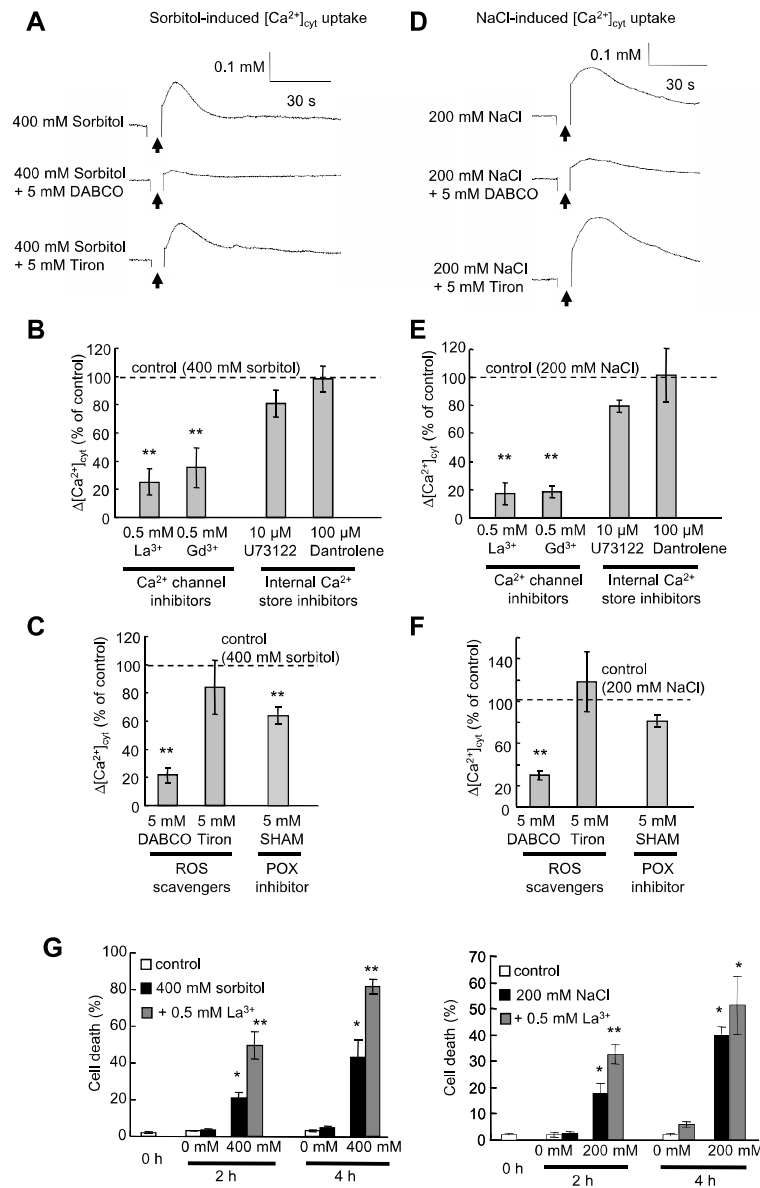 A
Sorbitol-induced [Ca²⁺]cyt uptake
0.1 mM
30 s
400 mM Sorbitol
400 mM Sorbitol
+ 5 mM DABCO
400 mM Sorbitol
+ 5 mM Tiron
D
NaCl-induced [Ca²⁺]cyt uptake
0.1 mM
30 s
200 mM NaCl
200 mM NaCl
+ 5 mM DABCO
200 mM NaCl
+ 5 mM Tiron
B
Δ[Ca²⁺]cyt (% of control)
120
100
80
60
40
20
0
control (400 mM sorbitol)
** **
0.5 mM 0.5 mM 10 µM 100 µM
La³⁺ Gd³⁺ U73122 Dantrolene
Ca²⁺ channel
inhibitors
Internal Ca²⁺
store inhibitors
E
Δ[Ca²⁺]cyt (% of control)
120
100
80
60
40
20
0
control (200 mM NaCl)
** **
0.5 mM 0.5 mM 10 µM 100 µM
La³⁺ Gd³⁺ U73122 Dantrolene
Ca²⁺ channel
inhibitors
Internal Ca²⁺
store inhibitors
C
Δ[Ca²⁺]cyt (% of control)
120
100
80
60
40
20
0
control
(400 mM sorbitol)
** **
5 mM 5 mM 5 mM
DABCO Tiron SHAM
ROS
scavengers
POX
inhibitor
F
Δ[Ca²⁺]cyt (% of control)
140
100
80
60
40
20
0
control
(200 mM NaCl)
**
5 mM 5 mM 5 mM
DABCO Tiron SHAM
ROS
scavengers
POX
inhibitor
G
Cell death (%)
100
80
60
40
20
0
control
400 mM sorbitol
+ 0.5 mM La³⁺
* ** * **
0 h
0 mM 400 mM 0 mM 400 mM
2 h 4 h
Cell death (%)
70
60
50
40
30
20
10
0
control
200 mM NaCl
+ 0.5 mM La³⁺
* ** * *
0 h
0 mM 200 mM 0 mM 200 mM
2 h 4 h